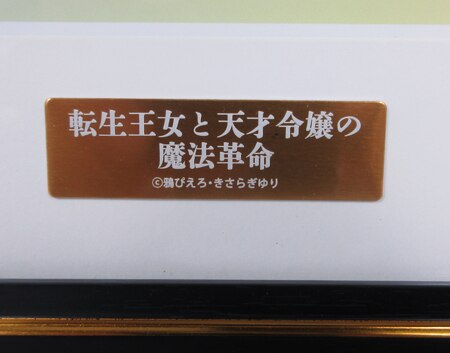 転生王女と天才令嬢の
魔法革命
©鴉ぴえろ・きさらぎゆり